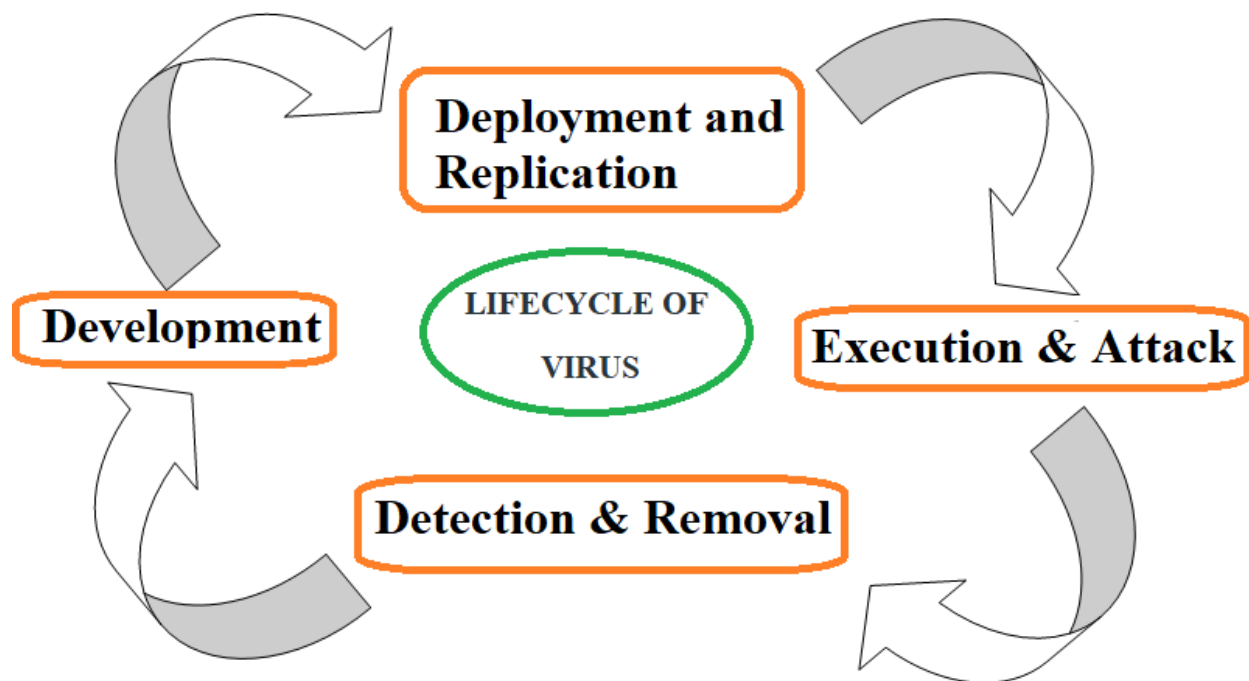 Deployment and
Replication
LIFECYCLE OF
VIRUS
Development
Execution & Attack
Detection & Removal